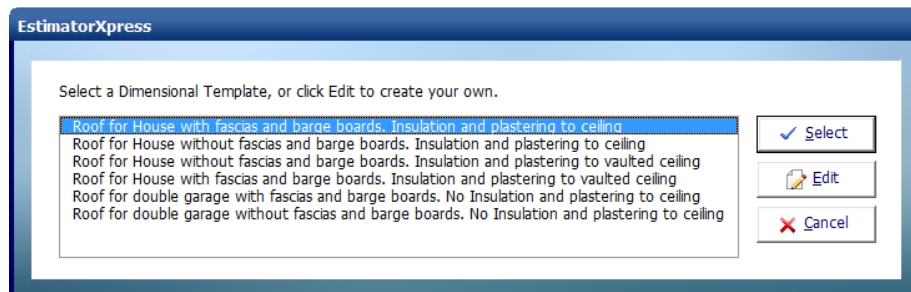 EstimatorXpress
Select a Dimensional Template, or click Edit to create your own.
Roof for House with fascias and barge boards. Insulation and plastering to ceiling
Roof for House without fascias and barge boards. Insulation and plastering to ceiling
Roof for House without fascias and barge boards. Insulation and plastering to vaulted ceiling
Roof for House with fascias and barge boards. Insulation and plastering to vaulted ceiling
Roof for double garage with fascias and barge boards. No Insulation and plastering to ceiling
Roof for double garage without fascias and barge boards. No Insulation and plastering to ceiling
Select
Edit
Cancel